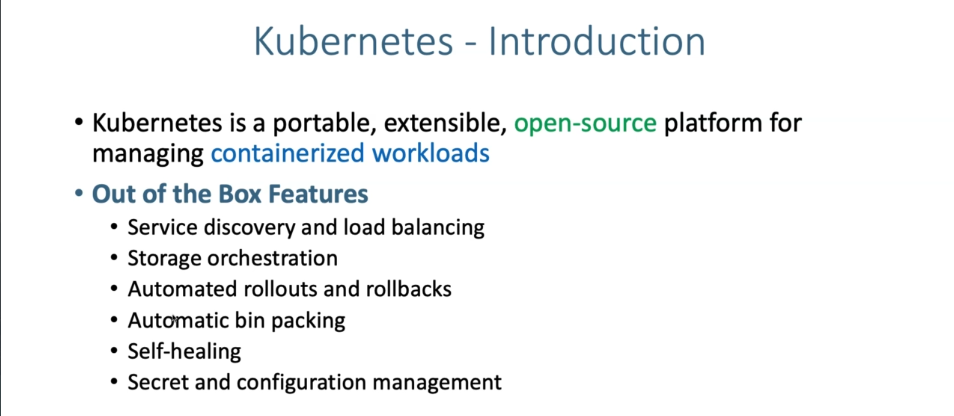 Kubernetes - Introduction
• Kubernetes is a portable, extensible, open-source platform for
managing containerized workloads
• Out of the Box Features
• Service discovery and load balancing
• Storage orchestration
• Automated rollouts and rollbacks
• Automatic bin packing
• Self-healing
• Secret and configuration management